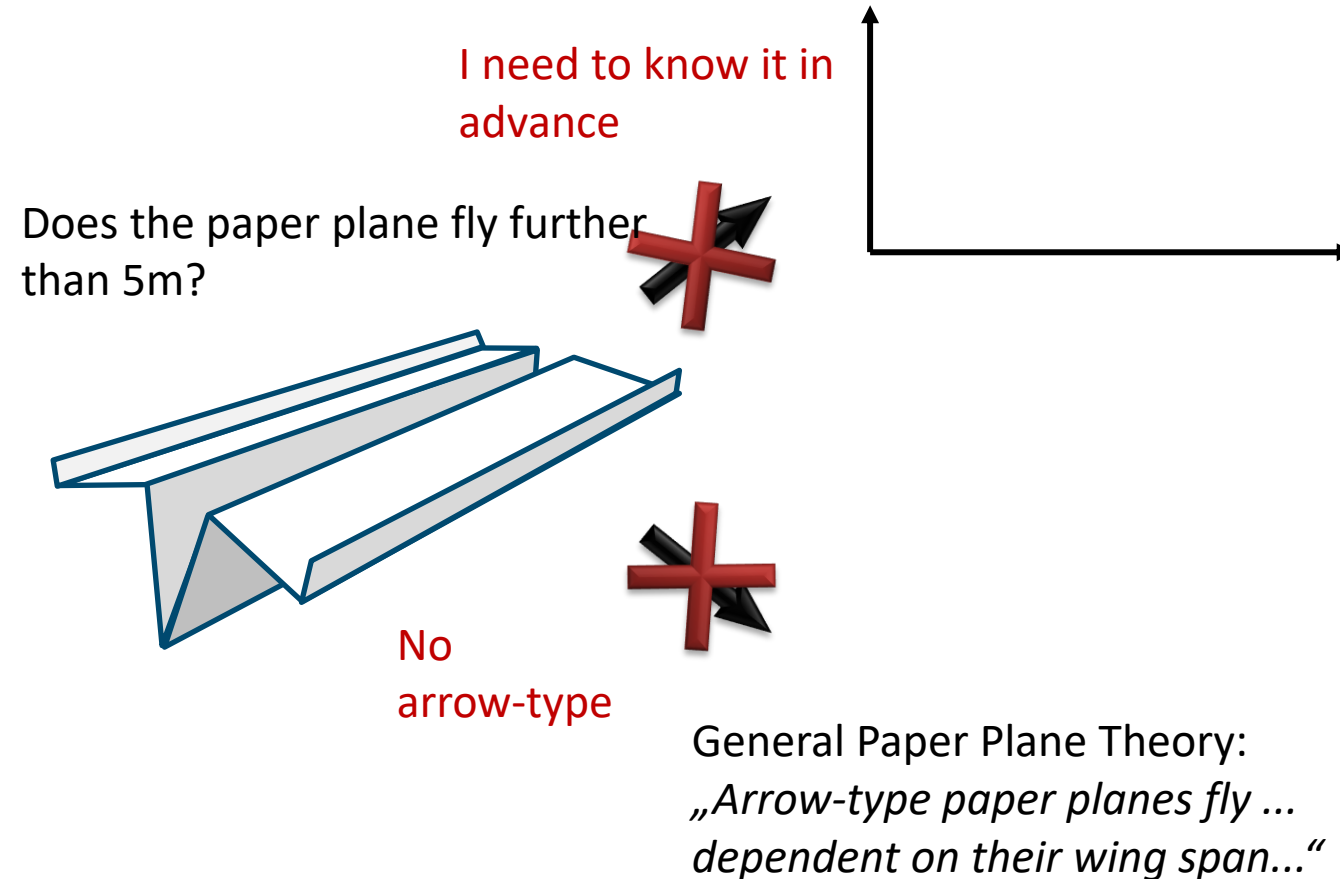 I need to know it in
advance
Does the paper plane fly further
than 5m?
No
arrow-type
General Paper Plane Theory:
„Arrow-type paper planes fly ...
dependent on their wing span...“